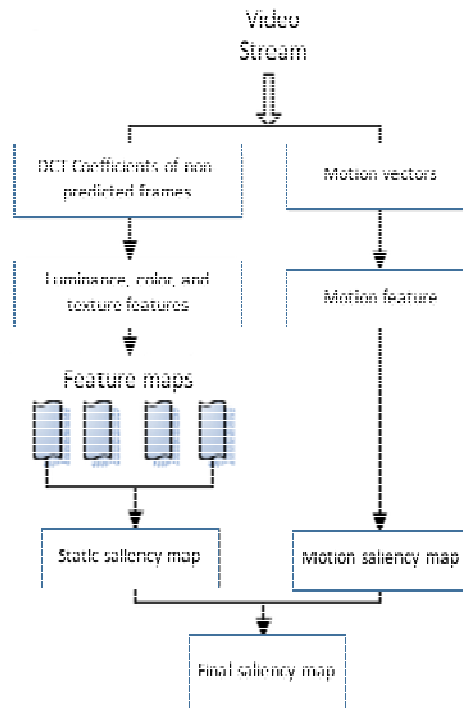 Video
Stream
DCT Coefficients of non
predicted frames
Motion vectors
Luminance, color, and
texture features
Motion feature
Feature maps
Static saliency map
Motion saliency map
Final saliency map